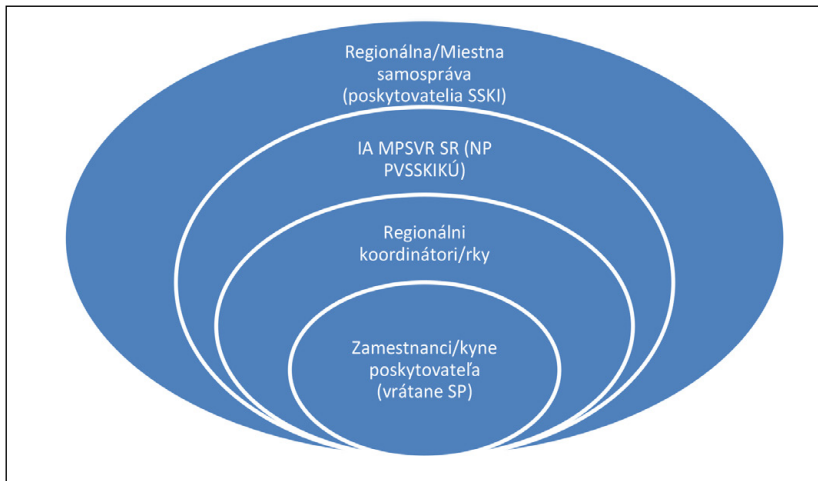 Regionálna/Miestna
samospráva
(poskytovatelia SSKI)
IA MPSVR SR (NP
PVSSKIKÚ)
Regionálni
koordinátori/rky
Zamestnanci/kyne
poskytovateľa
(vrátane SP)